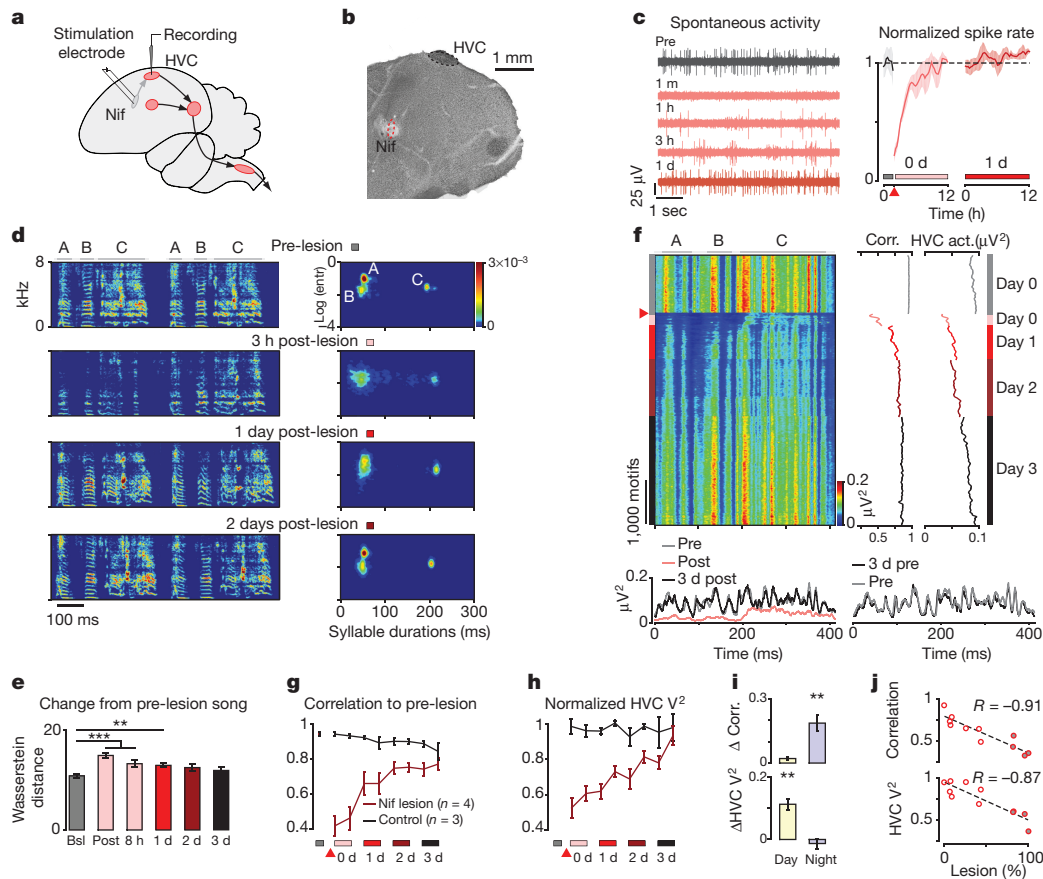 a
Stimulation
electrode
Recording
HVC
Nif
b
HVC
1 mm
Nif
c
Spontaneous activity
Pre
1 m
1 h
3 h
1 d
25 µV
1 sec
Normalized spike rate
1
0
0 d
1 d
0
12
0
12
Time (h)
d
A B C A B C
Pre-lesion
8
kHz
0
0
–Log (entr)
–4
A
B
C
3×10⁻³
0
3 h post-lesion
1 day post-lesion
2 days post-lesion
100 ms
0 100 200 300
Syllable durations (ms)
f
A B C
Corr.
HVC act.(µV²)
Day 0
Day 0
Day 1
Day 2
Day 3
1,000 motifs
0.2
µV²
0
0.5 1
0 0.1
Pre
Post
3 d post
0.2
µV²
0
0 100 200 300 400
Time (ms)
3 d pre
Pre
0 100 200 300 400
Time (ms)
e
Change from pre-lesion song
**
***
20
Wasserstein
distance
0
Bsl Post 8 h 1 d 2 d 3 d
g
Correlation to pre-lesion
1
0.8
0.6
0.4
Nif lesion (n = 4)
Control (n = 3)
0 d 1 d 2 d 3 d
h
Normalized HVC V²
1
0.8
0.6
0.4
0 d 1 d 2 d 3 d
i
0.3
Δ Corr.
0
**
0.2
ΔHVC V²
0
**
Day Night
j
1
Correlation
0.5
0
R = –0.91
1
HVC V²
0.5
0
R = –0.87
0 100
Lesion (%)